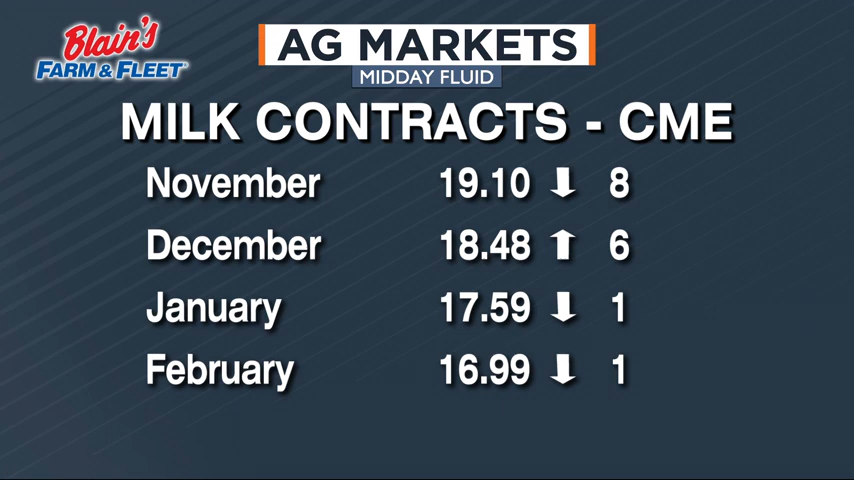 Blain's
FARM & FLEET
AG MARKETS
MIDDAY FLUID
MILK CONTRACTS - CME
November 19.10 ⬇ 8
December 18.48 ⬆ 6
January 17.59 ⬇ 1
February 16.99 ⬇ 1